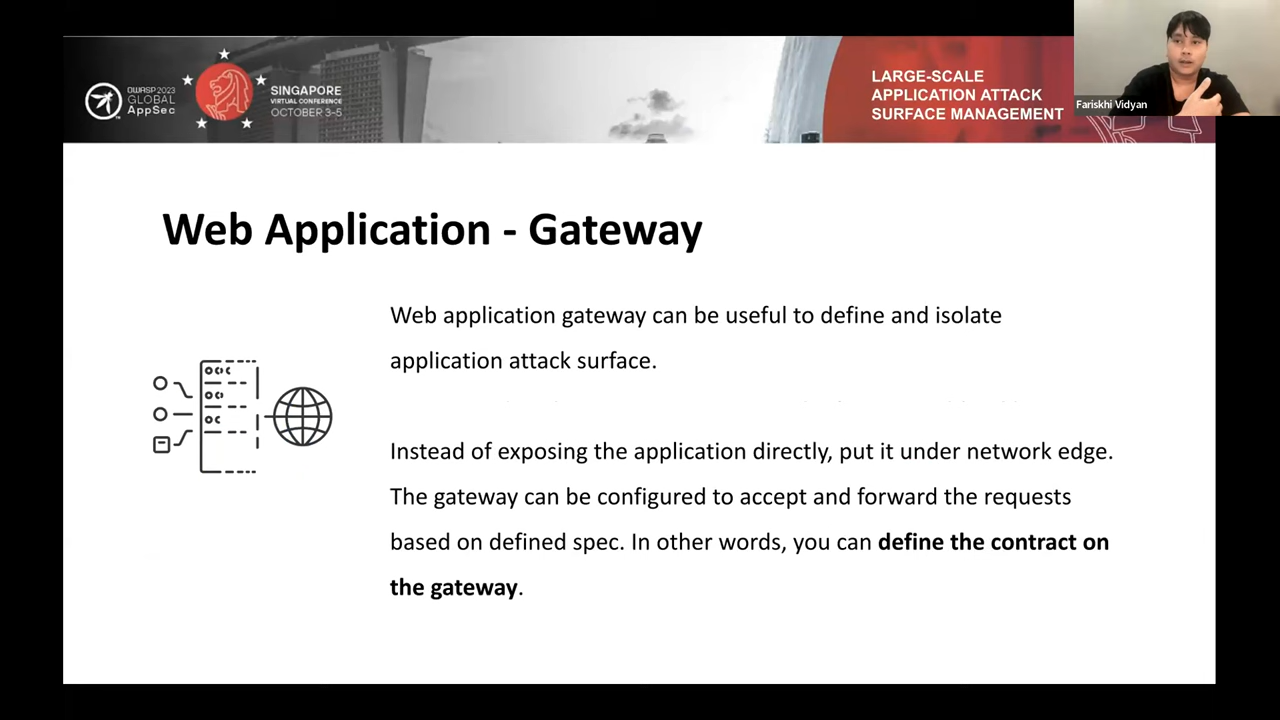 OWASP 2023
GLOBAL
AppSec
SINGAPORE
VIRTUAL CONFERENCE
OCTOBER 3-5
LARGE-SCALE
APPLICATION ATTACK
SURFACE MANAGEMENT
Fariskhi Vidyan
Web Application - Gateway
Web application gateway can be useful to define and isolate
application attack surface.
Instead of exposing the application directly, put it under network edge.
The gateway can be configured to accept and forward the requests
based on defined spec. In other words, you can define the contract on
the gateway.